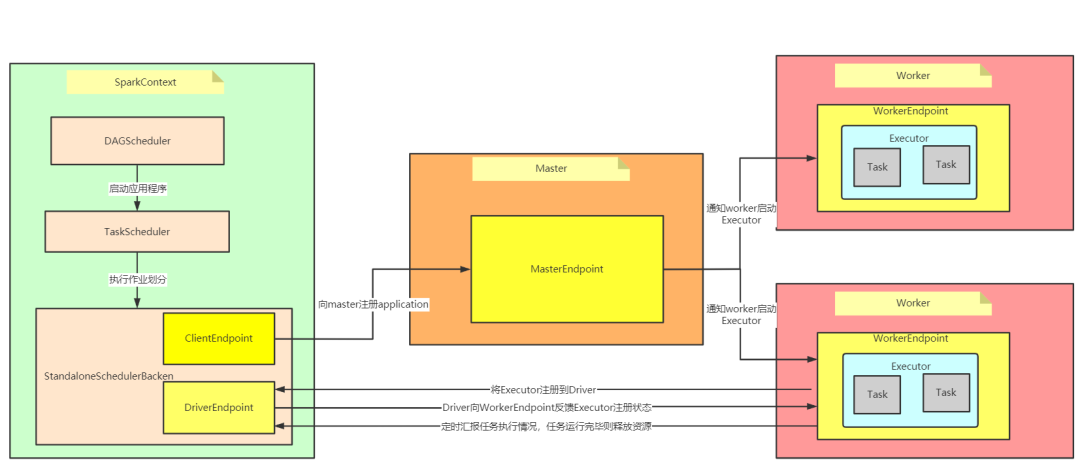 SparkContext
DAGScheduler
启动应用程序
TaskScheduler
执行作业划分
ClientEndpoint
StandaloneSchedulerBacken
DriverEndpoint
向master注册application
Master
MasterEndpoint
通知worker启动
Executor
通知worker启动
Executor
Worker
WorkerEndpoint
Executor
Task
Task
Worker
WorkerEndpoint
Executor
Task
Task
将Executor注册到Driver
Driver向WorkerEndpoint反馈Executor注册状态
定时汇报任务执行情况，任务运行完毕则释放资源